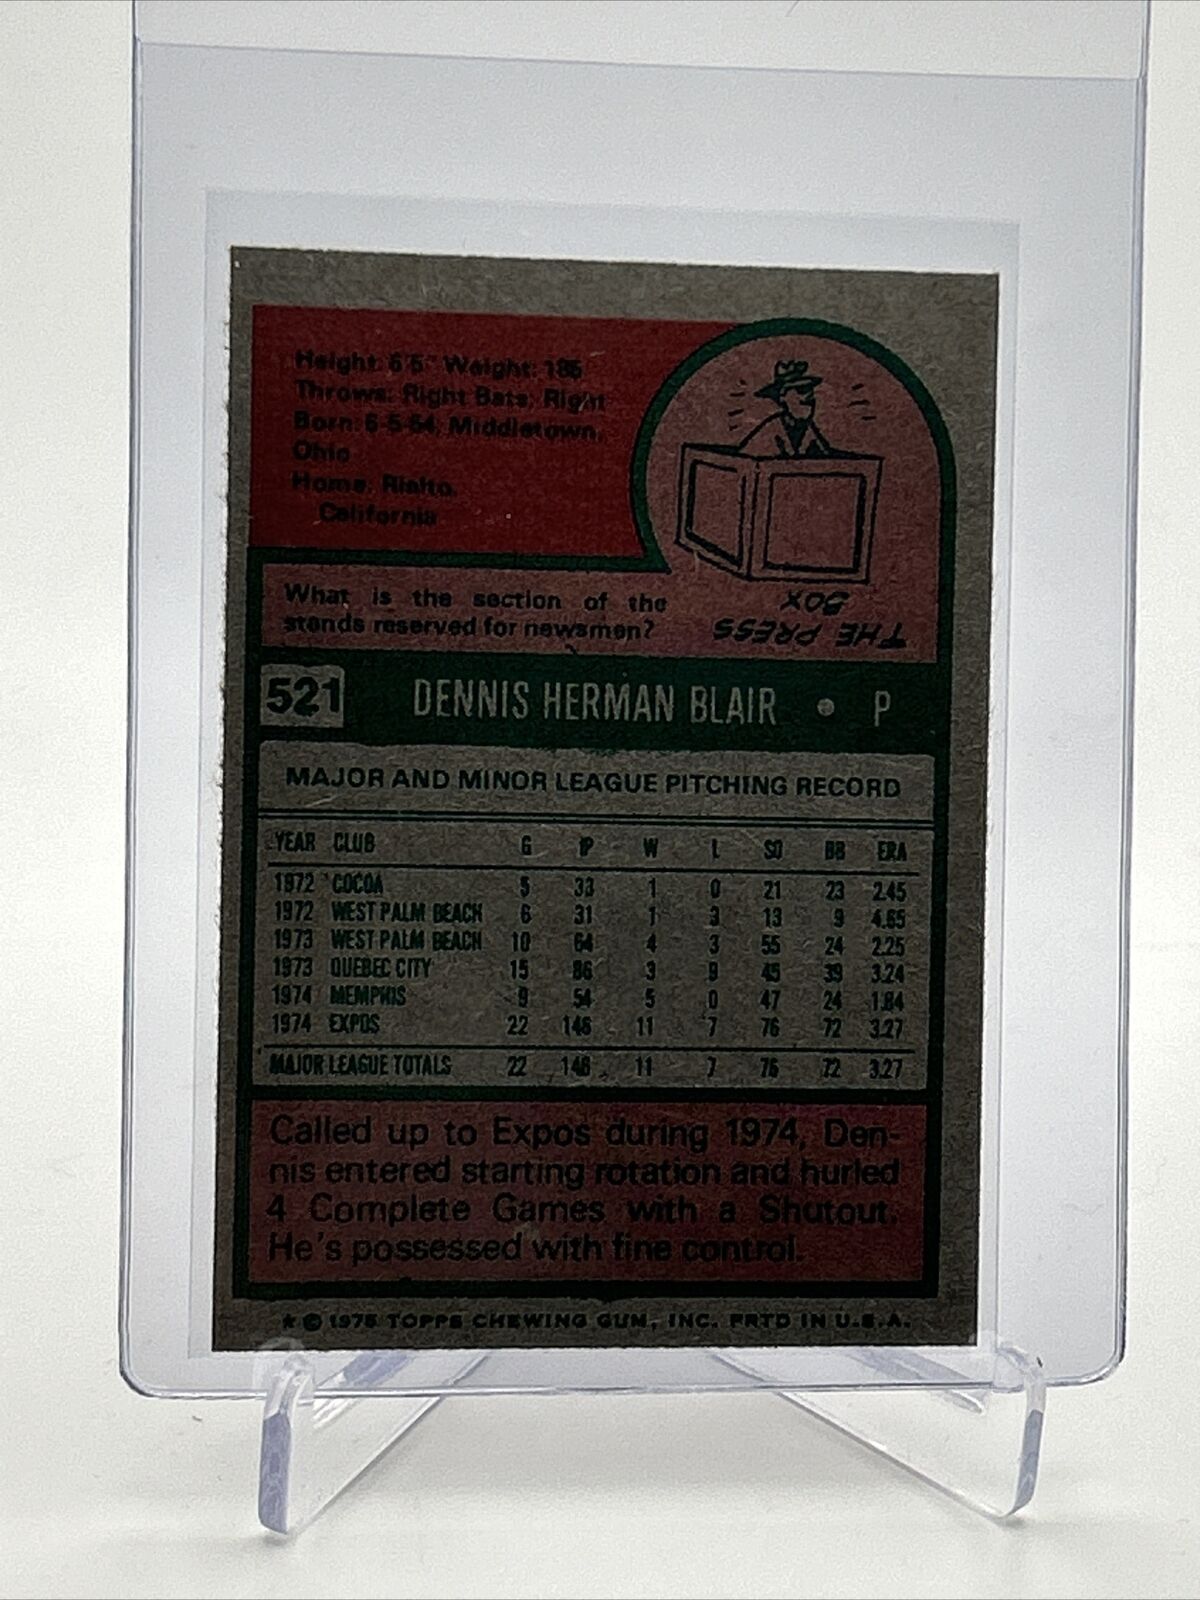 Height: 6'5" Weight: 185
Throws: Right Bats: Right
Born: 6-5-54, Middletown,
Ohio
Home: Rialto,
California
What is the section of the
stands reserved for newsmen?
THE PRESS
BOX
521 DENNIS HERMAN BLAIR • P
MAJOR AND MINOR LEAGUE PITCHING RECORD
YEAR CLUB G IP W L SO BB ERA
1972 COCOA 5 33 1 0 21 23 2.45
1972 WEST PALM BEACH 6 31 1 3 13 9 4.65
1973 WEST PALM BEACH 10 64 4 3 55 24 2.25
1973 QUEBEC CITY 15 86 3 9 45 39 3.24
1974 MEMPHIS 9 54 5 0 47 24 1.84
1974 EXPOS 22 146 11 7 76 72 3.27
MAJOR LEAGUE TOTALS 22 146 11 7 76 72 3.27
Called up to Expos during 1974, Den-
nis entered starting rotation and hurled
4 Complete Games with a Shutout.
He's possessed with fine control.
★ © 1975 TOPPS CHEWING GUM, INC. PRTD IN U.S.A.